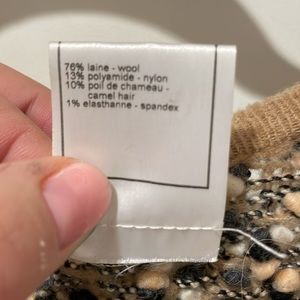 76% laine - wool
13% polyamide - nylon
10% poil de chameau -
camel hair
1% elasthanne - spandex